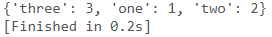 {'three': 3, 'one': 1, 'two': 2}
[Finished in 0.2s]